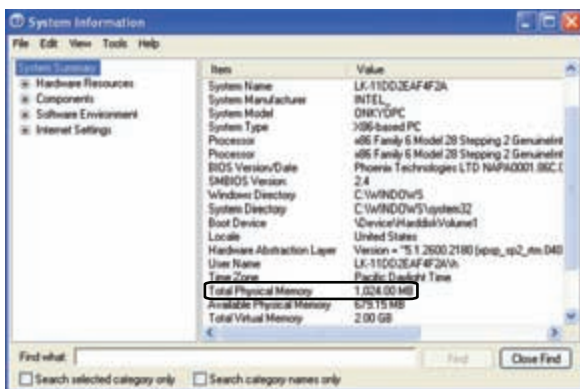 System Information
File Edit View Tools Help
System Summary
Hardware Resources
Components
Software Environment
Internet Settings
Item Value
System Name LK-11DD2EAF4F2A
System Manufacturer INTEL_
System Model ONKYOPC
System Type X86-based PC
Processor x86 Family 6 Model 28 Stepping 2 GenuineInt
Processor x86 Family 6 Model 28 Stepping 2 GenuineInt
BIOS Version/Date Phoenix Technologies LTD NAPA0001.86C.
SMBIOS Version 2.4
Windows Directory C:\WINDOWS
System Directory C:\WINDOWS\system32
Boot Device \Device\HarddiskVolume1
Locale United States
Hardware Abstraction Layer Version = "5.1.2600.2180 (xpsp_sp2_rtm.040
User Name LK-11DD2EAF4F2A\h
Time Zone Pacific Daylight Time
Total Physical Memory 1,024.00 MB
Available Physical Memory 679.15 MB
Total Virtual Memory 2.00 GB
Find what: Find Close Find
Search selected category only Search category names only